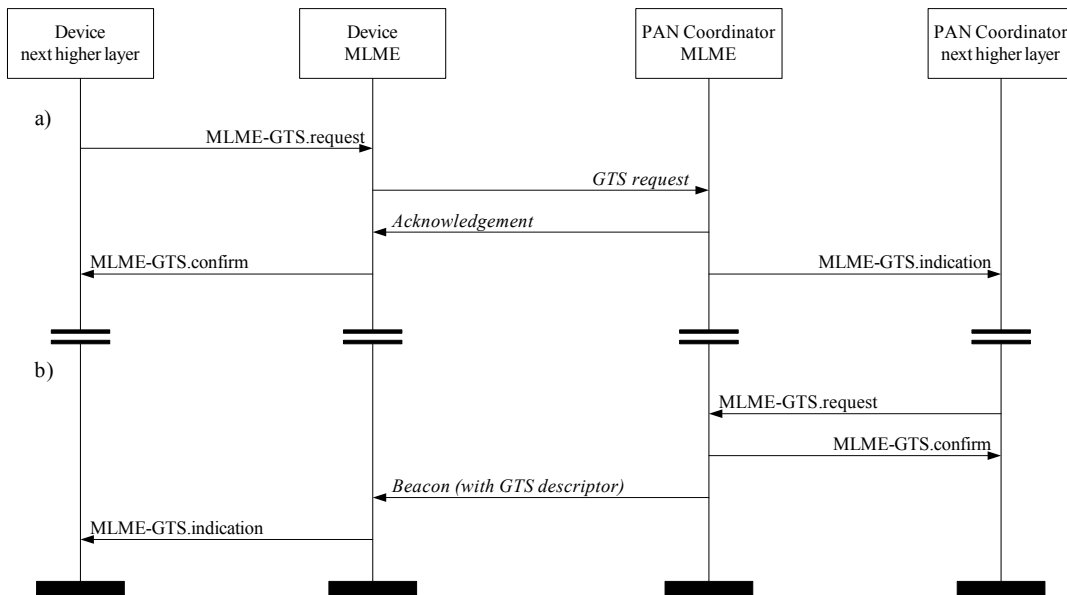 Device
next higher layer
Device
MLME
PAN Coordinator
MLME
PAN Coordinator
next higher layer
a)
MLME-GTS.request
GTS request
Acknowledgement
MLME-GTS.confirm
MLME-GTS.indication
b)
MLME-GTS.request
MLME-GTS.confirm
Beacon (with GTS descriptor)
MLME-GTS.indication